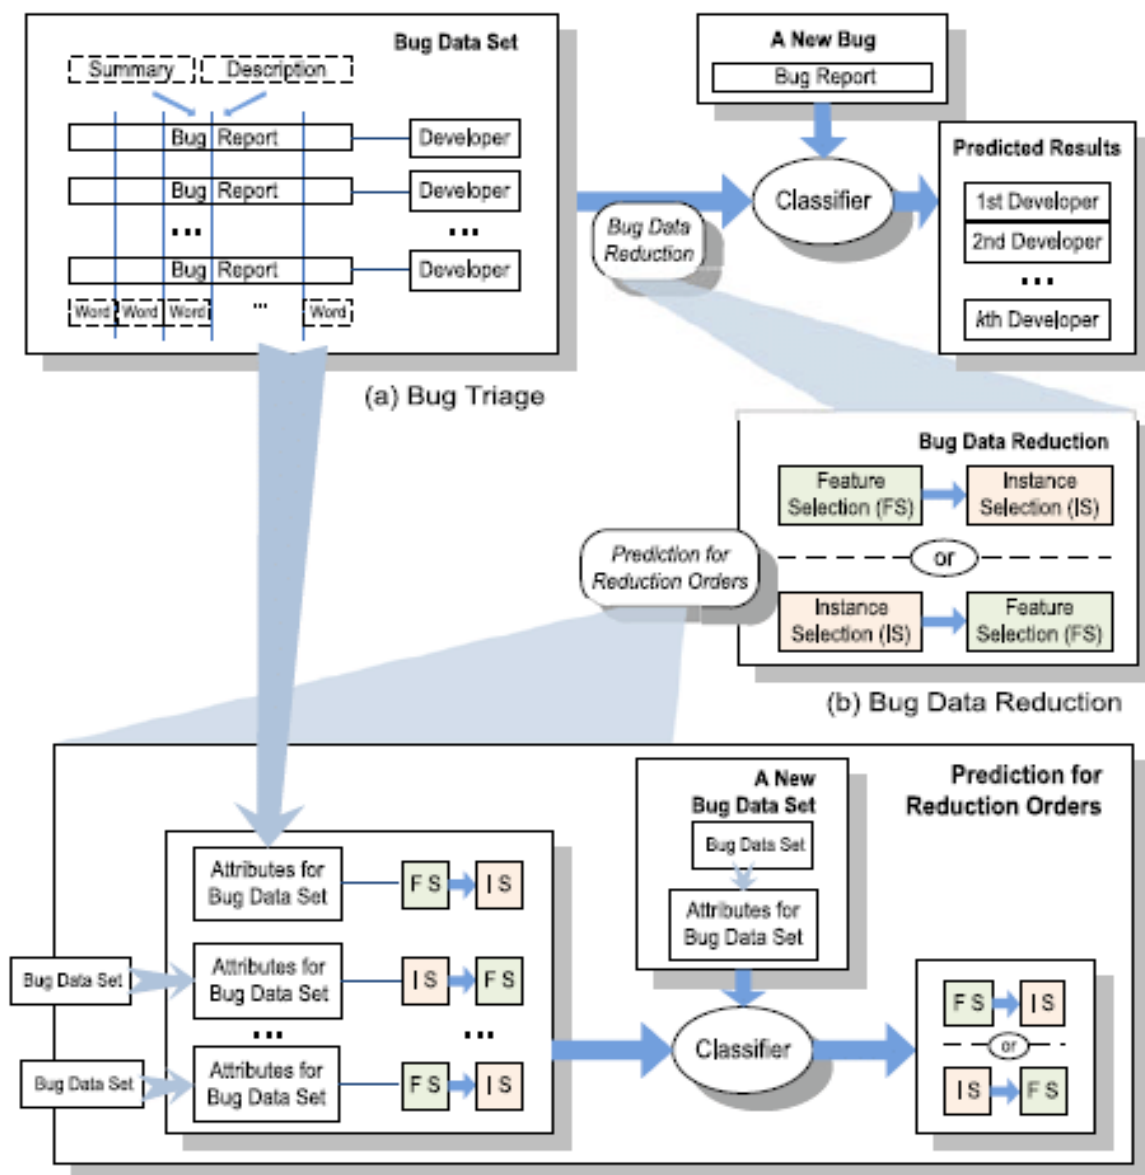 Bug Data Set
Summary
Description
Bug Report
Developer
Bug Report
Developer
...
...
Bug Report
Developer
Word
Word
Word
...
Word
(a) Bug Triage
A New Bug
Bug Report
Classifier
Bug Data
Reduction
Predicted Results
1st Developer
2nd Developer
...
kth Developer
Bug Data Reduction
Feature
Selection (FS)
Instance
Selection (IS)
or
Instance
Selection (IS)
Feature
Selection (FS)
Prediction for
Reduction Orders
(b) Bug Data Reduction
Prediction for
Reduction Orders
A New
Bug Data Set
Bug Data Set
Attributes for
Bug Data Set
Attributes for
Bug Data Set
F S
I S
Bug Data Set
Attributes for
Bug Data Set
I S
F S
...
...
Bug Data Set
Attributes for
Bug Data Set
F S
I S
Classifier
F S
I S
or
I S
F S